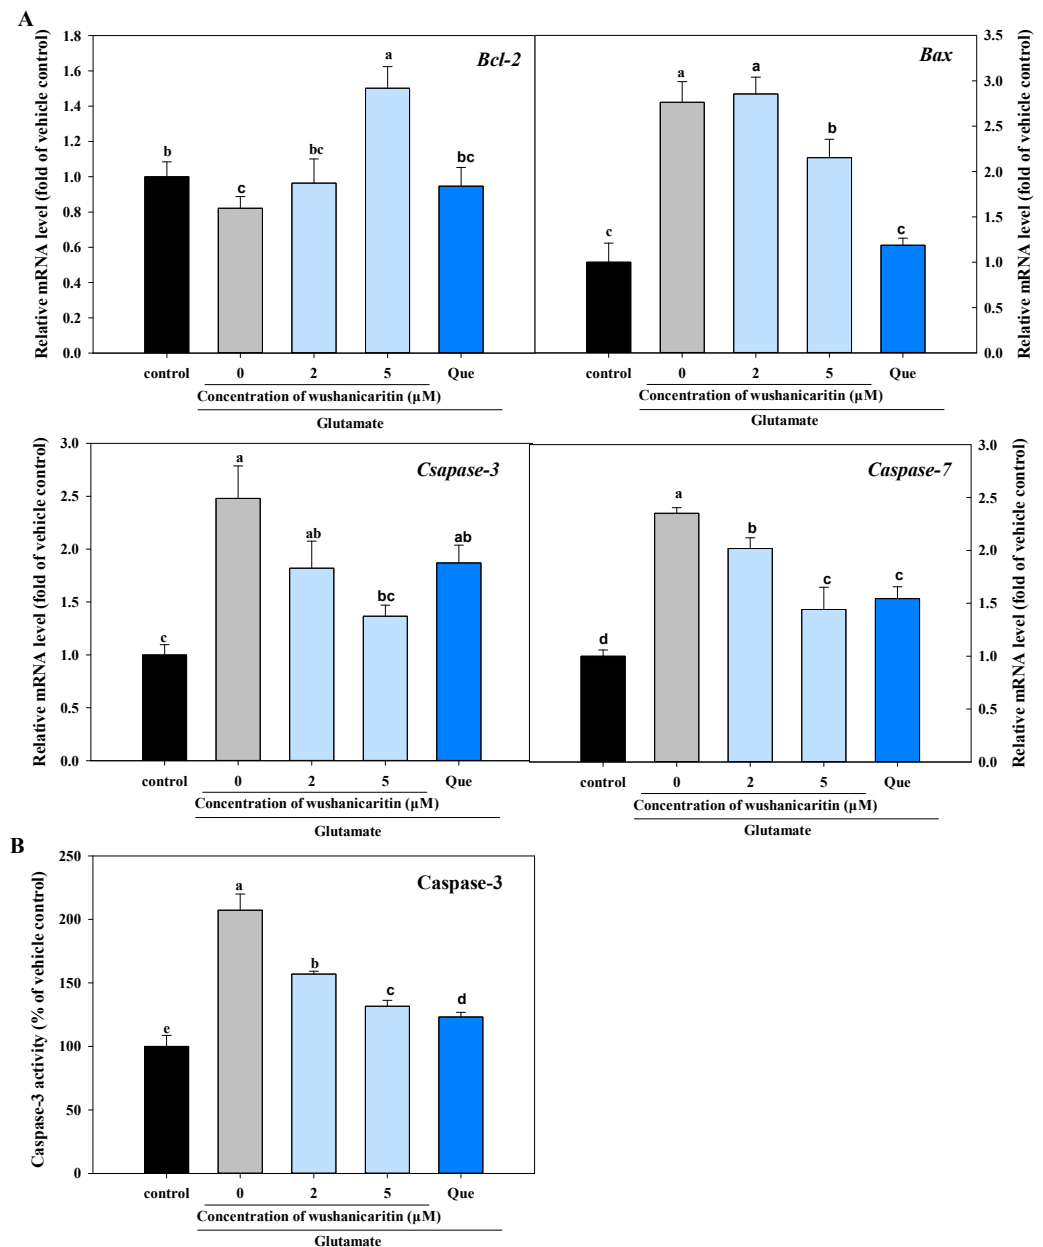 A
Relative mRNA level (fold of vehicle control)
1.8
1.6
1.4
1.2
1.0
0.8
0.6
0.4
0.2
0.0
Bcl-2
b
c
bc
a
bc
control
0
2
5
Que
Concentration of wushanicaritin (µM)
Glutamate
Bax
a
a
b
c
c
3.5
3.0
2.5
2.0
1.5
1.0
0.5
0.0
Relative mRNA level (fold of vehicle control)
control
0
2
5
Que
Concentration of wushanicaritin (µM)
Glutamate
Relative mRNA level (fold of vehicle control)
3.0
2.5
2.0
1.5
1.0
0.5
0.0
Csapase-3
c
a
ab
bc
ab
control
0
2
5
Que
Concentration of wushanicaritin (µM)
Glutamate
Caspase-7
d
a
b
c
c
3.0
2.5
2.0
1.5
1.0
0.5
0.0
Relative mRNA level (fold of vehicle control)
control
0
2
5
Que
Concentration of wushanicaritin (µM)
Glutamate
B
Caspase-3 activity (% of vehicle control)
250
200
150
100
50
0
Caspase-3
e
a
b
c
d
control
0
2
5
Que
Concentration of wushanicaritin (µM)
Glutamate